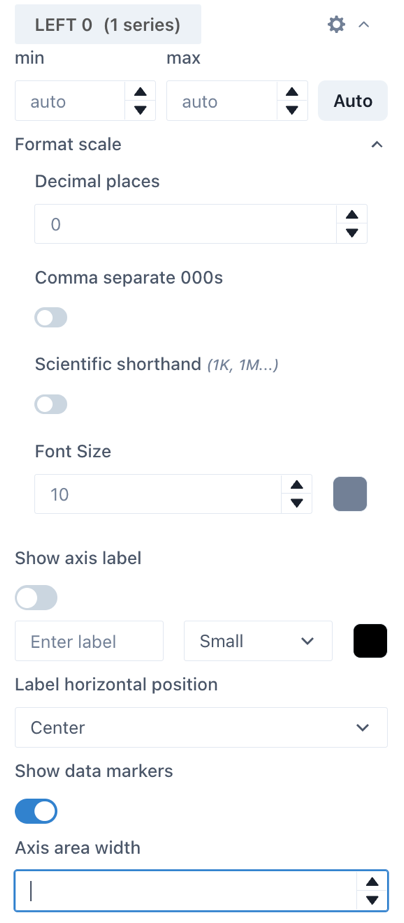 LEFT 0 (1 series)
min max
auto auto Auto
Format scale
Decimal places
0
Comma separate 000s
Scientific shorthand (1K, 1M...)
Font Size
10
Show axis label
Enter label Small
Label horizontal position
Center
Show data markers
Axis area width